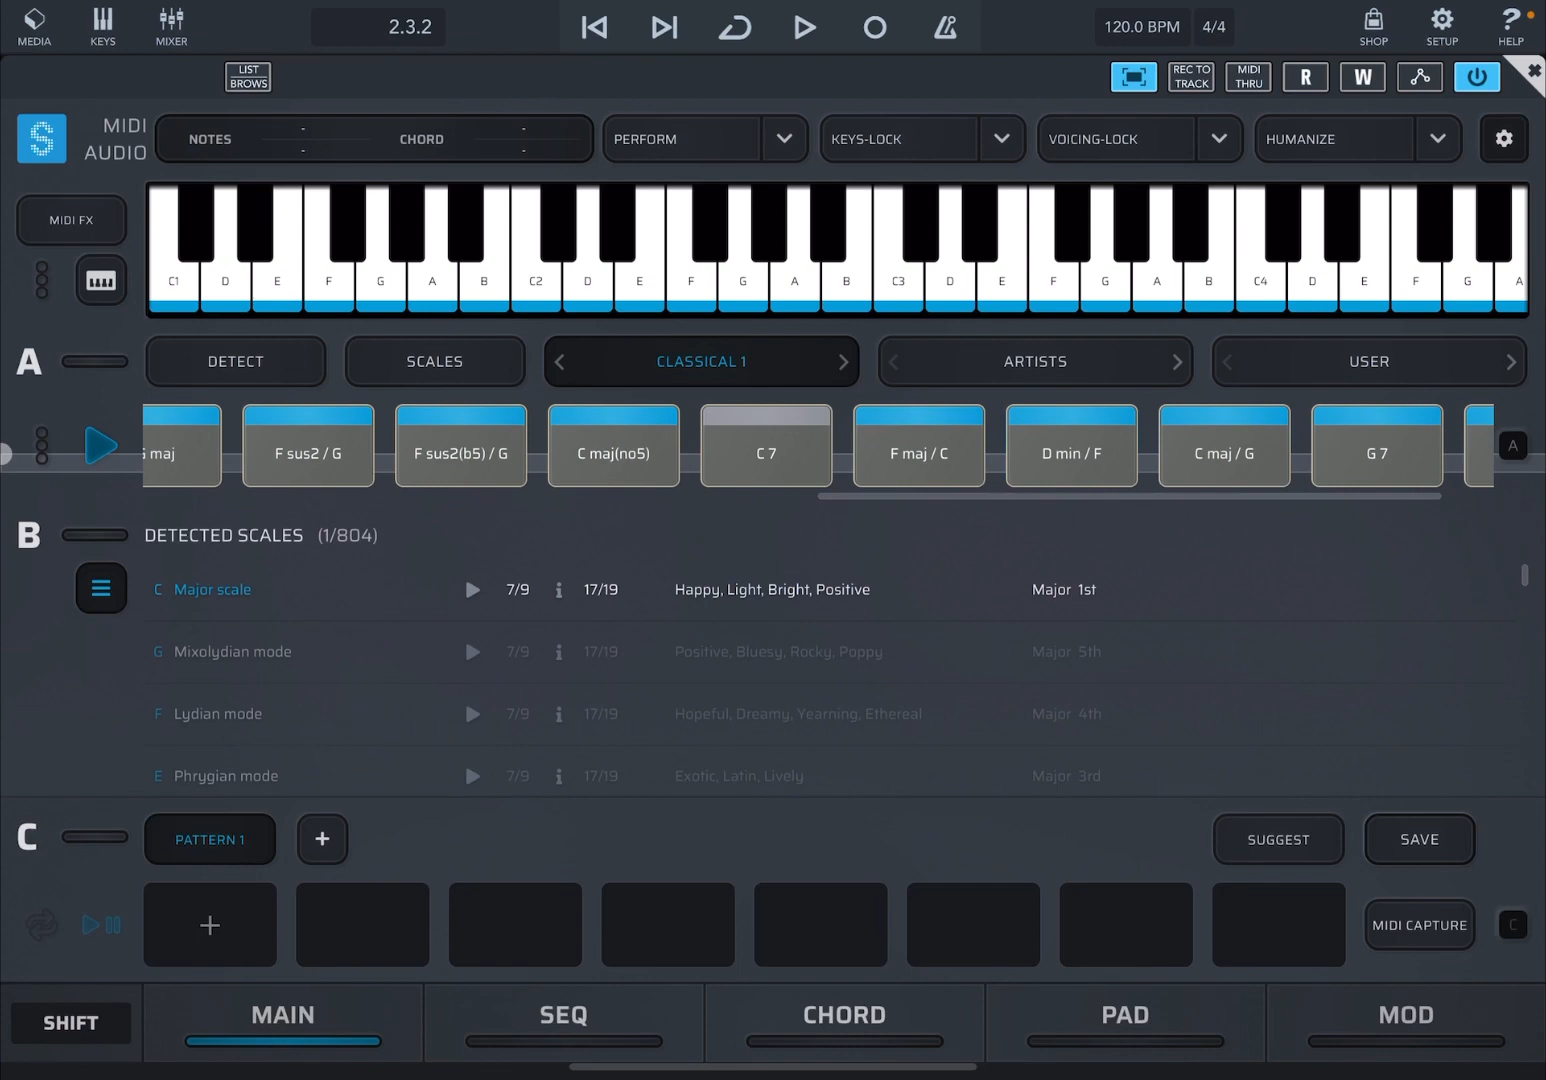 MEDIA KEYS MIXER 2.3.2 120.0 BPM 4/4 SHOP SETUP HELP
LIST
BROWS
REC TO
TRACK
MIDI
THRU
R W
S
MIDI
AUDIO
NOTES - - CHORD - - PERFORM KEYS-LOCK VOICING-LOCK HUMANIZE
MIDI FX
C1 D E F G A B C2 D E F G A B C3 D E F G A B C4 D E F G A
A DETECT SCALES CLASSICAL 1 ARTISTS USER
maj F sus2 / G F sus2(b5) / G C maj(no5) C 7 F maj / C D min / F C maj / G G 7 A
B DETECTED SCALES (1/804)
C Major scale 7/9 i 17/19 Happy, Light, Bright, Positive Major 1st
G Mixolydian mode 7/9 i 17/19 Positive, Bluesy, Rocky, Poppy Major 5th
F Lydian mode 7/9 i 17/19 Hopeful, Dreamy, Yearning, Ethereal Major 4th
E Phrygian mode 7/9 i 17/19 Exotic, Latin, Lively Major 3rd
C PATTERN 1 + SUGGEST SAVE
+ MIDI CAPTURE C
SHIFT MAIN SEQ CHORD PAD MOD